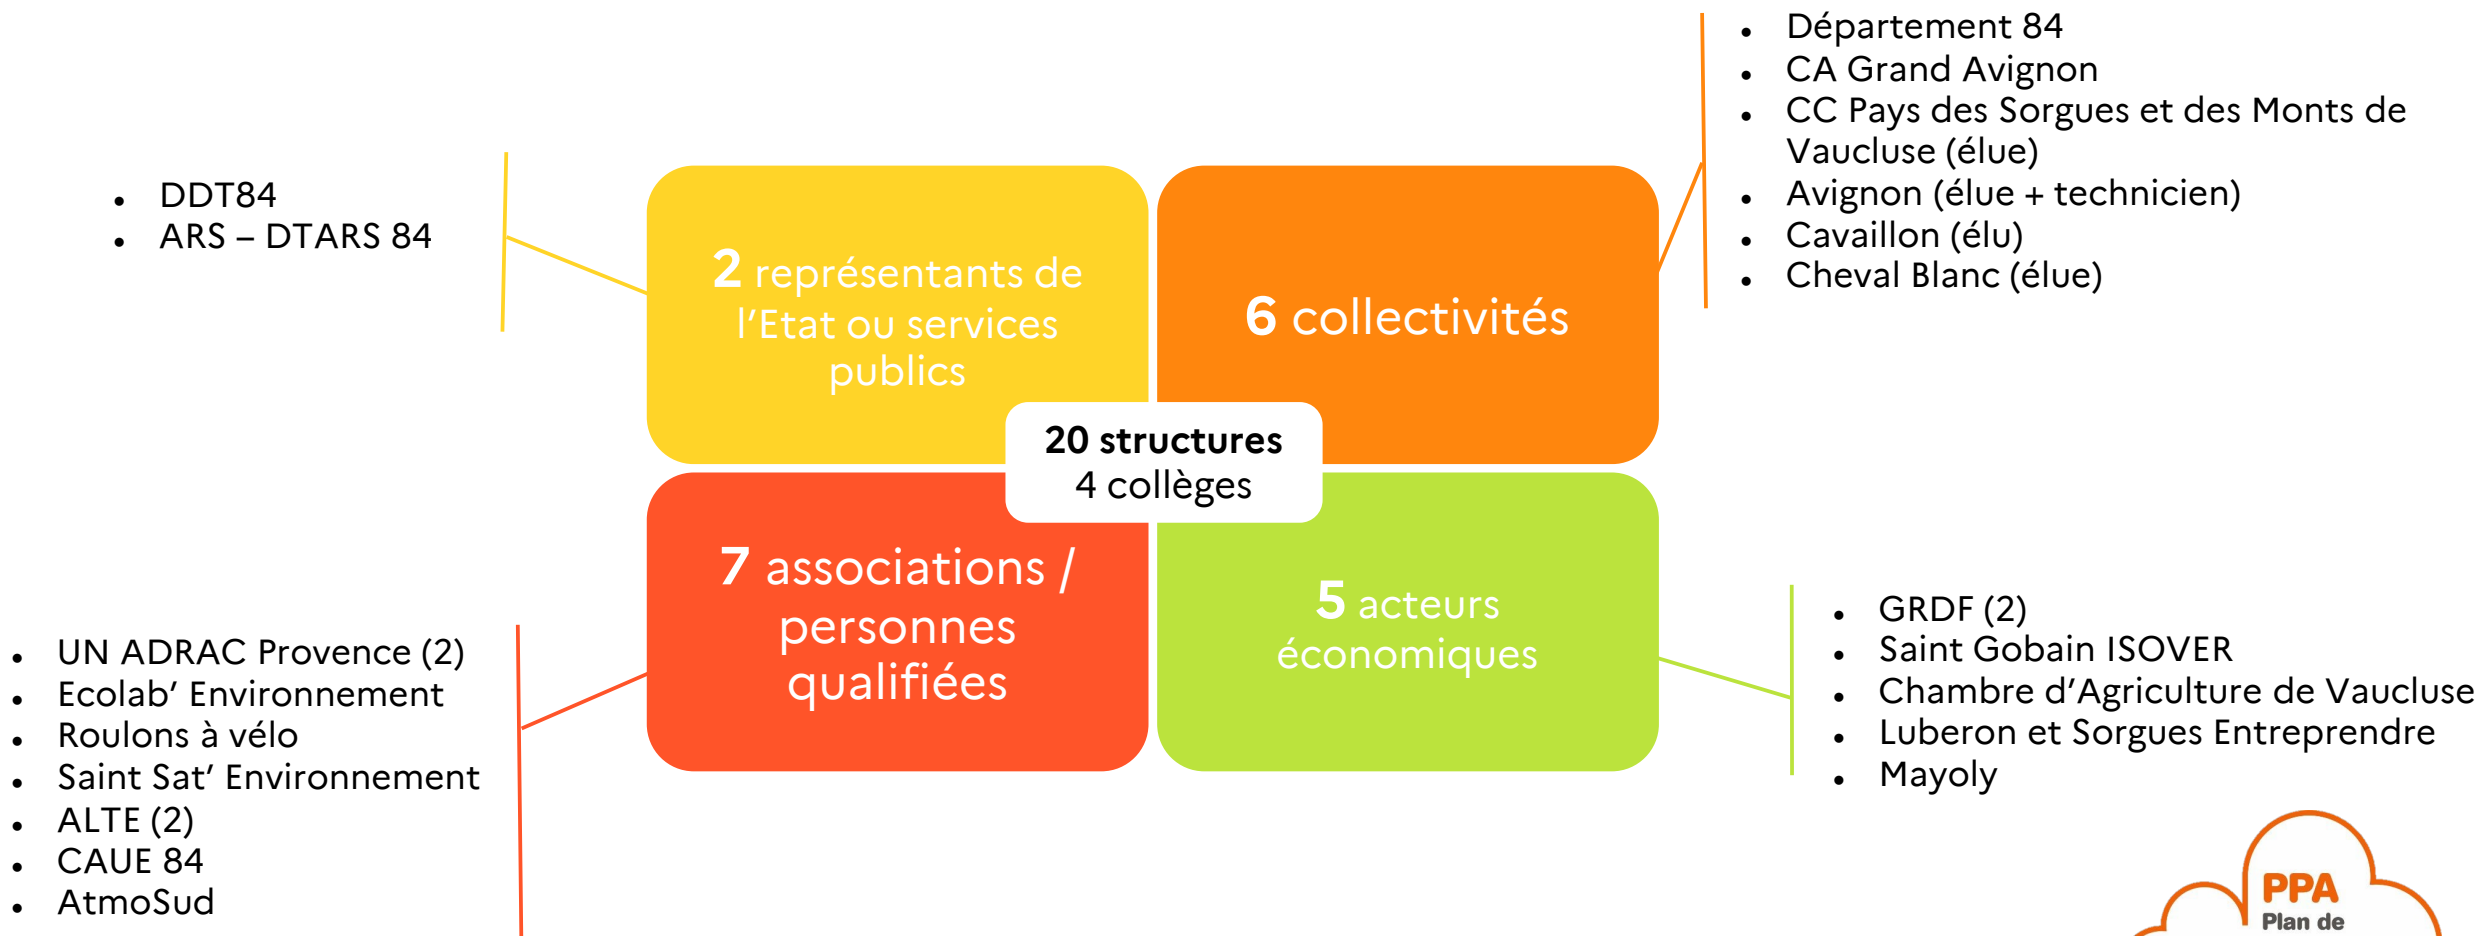 • DDT84
• ARS – DTARS 84
2 représentants de
l’Etat ou services
publics
6 collectivités
• Département 84
• CA Grand Avignon
• CC Pays des Sorgues et des Monts de
Vaucluse (élue)
• Avignon (élue + technicien)
• Cavaillon (élu)
• Cheval Blanc (élue)
20 structures
4 collèges
7 associations /
personnes
qualifiées
5 acteurs
économiques
• UN ADRAC Provence (2)
• Ecolab’ Environnement
• Roulons à vélo
• Saint Sat’ Environnement
• ALTE (2)
• CAUE 84
• AtmoSud
• GRDF (2)
• Saint Gobain ISOVER
• Chambre d’Agriculture de Vaucluse
• Luberon et Sorgues Entreprendre
• Mayoly
PPA
Plan de